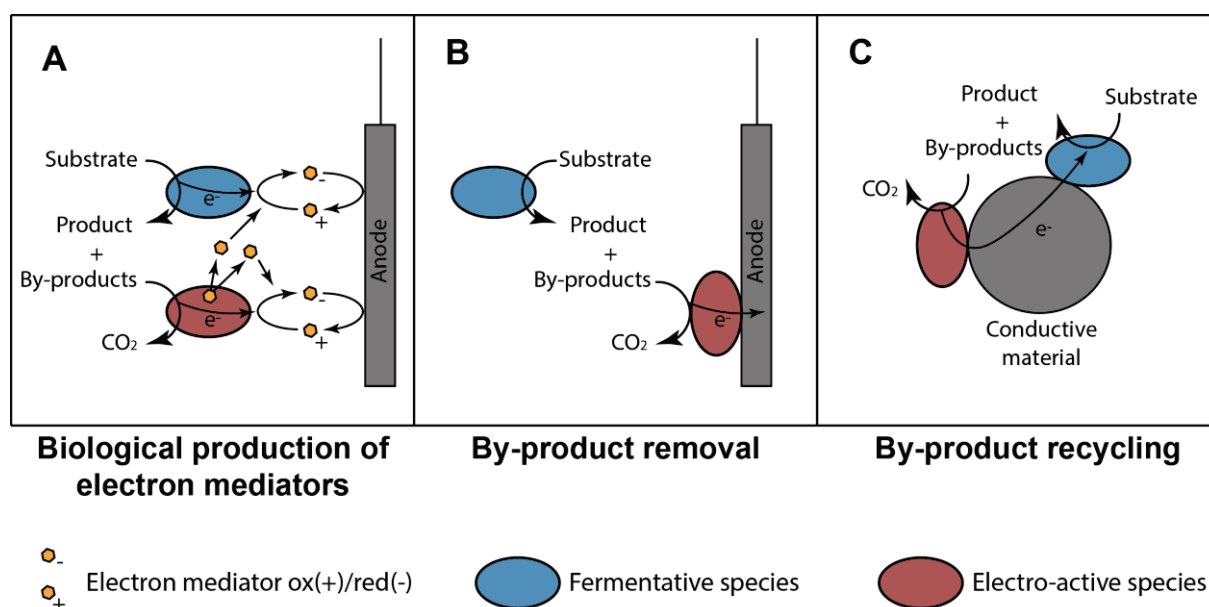 A
Substrate
e-
-
+
Product
+
By-products
e-
-
+
CO2
Anode
B
Substrate
Product
+
By-products
e-
CO2
Anode
C
Product
+
By-products
Substrate
CO2
e-
Conductive
material
Biological production of
electron mediators
By-product removal
By-product recycling
-
+
Electron mediator ox(+)/red(-)
Fermentative species
Electro-active species